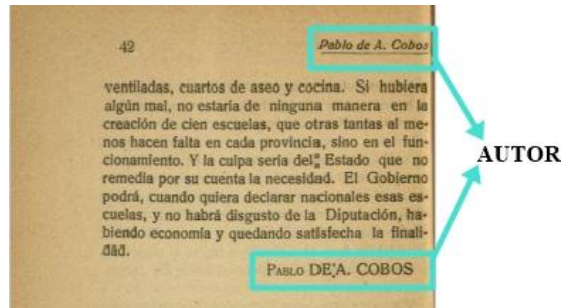 42 Pablo de A. Cobos
ventiladas, cuartos de aseo y cocina. Si hubiera
algún mal, no estaría de ninguna manera en la
creación de cien escuelas, que otras tantas al me-
nos hacen falta en cada provincia, sino en el fun-
cionamiento. Y la culpa sería del Estado que no
remedia por su cuenta la necesidad. El Gobierno
podrá, cuando quiera declarar nacionales esas es-
cuelas, y no habrá disgusto de la Diputación, ha-
biendo economía y quedando satisfecha la finali-
dad.
PABLO DE A. COBOS
AUTOR